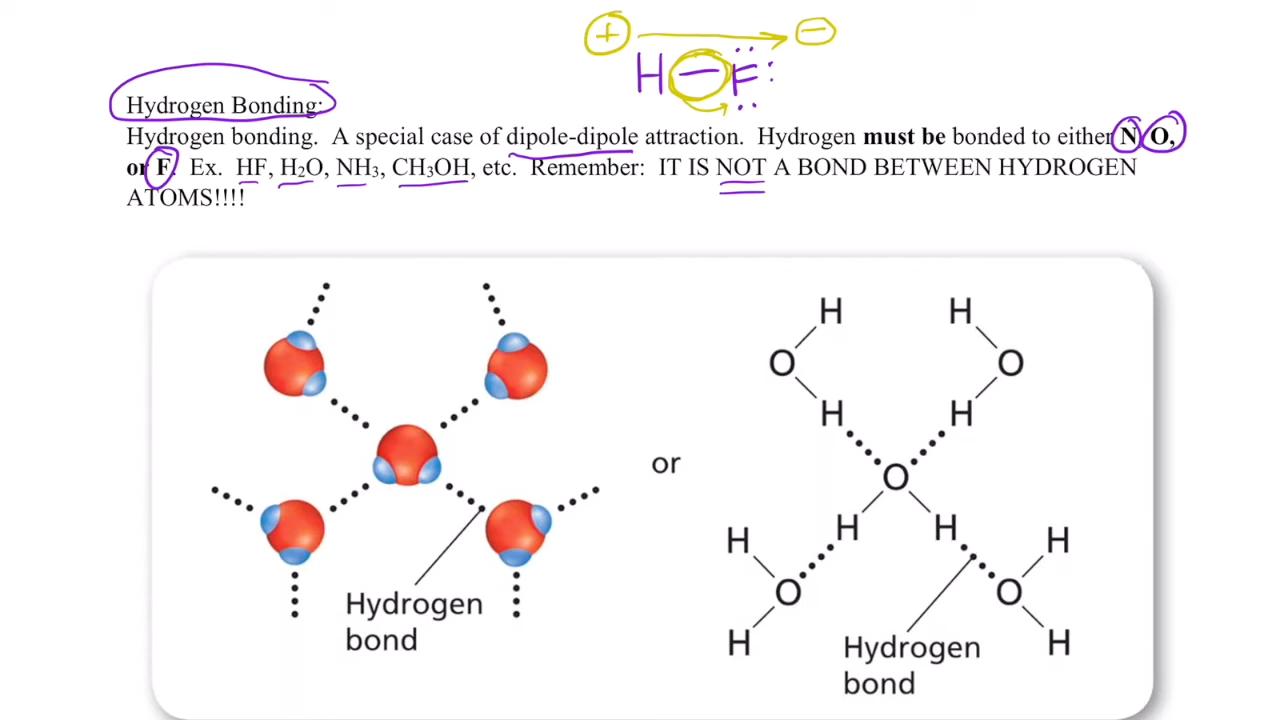 + −
H − F
Hydrogen Bonding:
Hydrogen bonding. A special case of dipole-dipole attraction. Hydrogen must be bonded to either N, O,
or F. Ex. HF, H₂O, NH₃, CH₃OH, etc. Remember: IT IS NOT A BOND BETWEEN HYDROGEN
ATOMS!!!!
H H
O O
H H
or
O
H H
H H
O O
Hydrogen
bond
H H
Hydrogen
bond